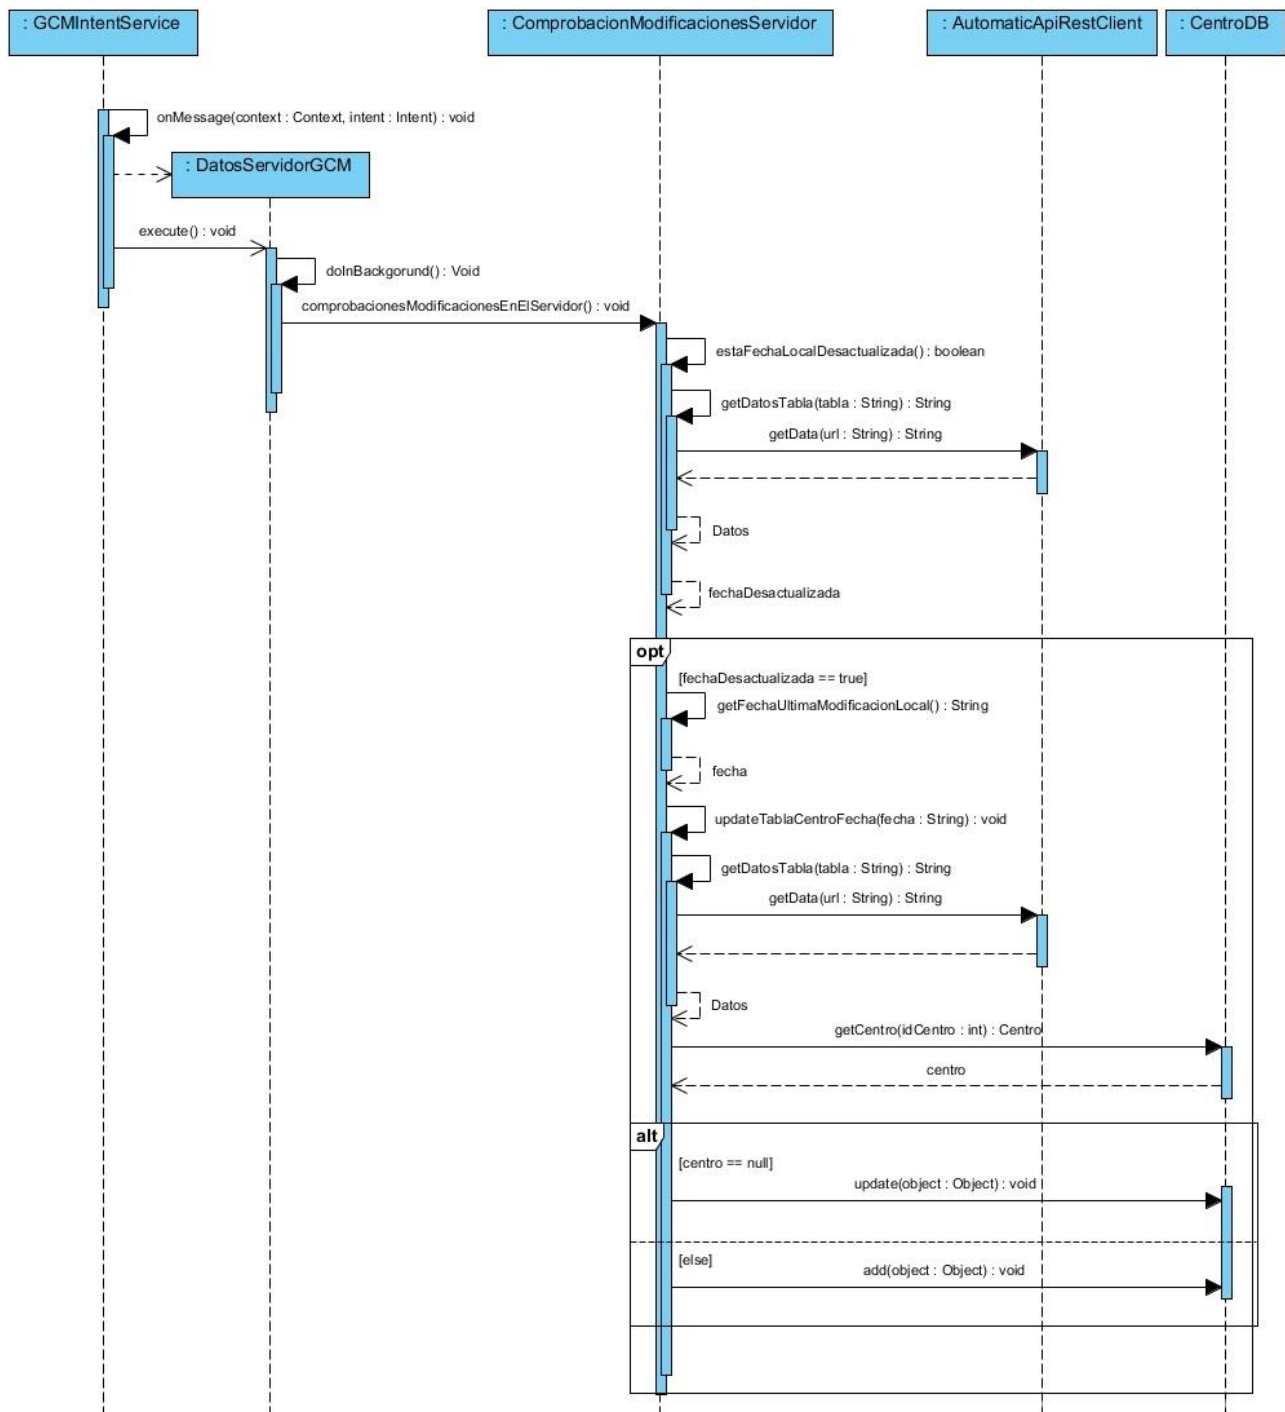 : GCMIntentService
: ComprobacionModificacionesServidor
: AutomaticApiRestClient
: CentroDB
onMessage(context : Context, intent : Intent) : void
: DatosServidorGCM
execute() : void
doInBackgorund() : Void
comprobacionesModificacionesEnElServidor() : void
estaFechaLocalDesactualizada() : boolean
getDatosTabla(tabla : String) : String
getData(url : String) : String
Datos
fechaDesactualizada
opt
[fechaDesactualizada == true]
getFechaUltimaModificacionLocal() : String
fecha
updateTablaCentroFecha(fecha : String) : void
getDatosTabla(tabla : String) : String
getData(url : String) : String
Datos
getCentro(idCentro : int) : Centro
centro
alt
[centro == null]
update(object : Object) : void
[else]
add(object : Object) : void